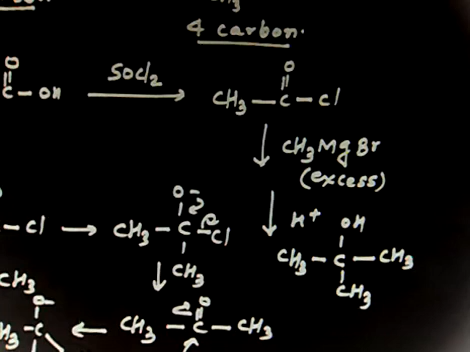 CH3
4 carbon.
O
C - OH SOCl2 CH3 - C - Cl
O
CH3MgBr
(excess)
H+
O-
- Cl CH3 - C - Cl
CH3
OH
CH3 - C - CH3
CH3
CH3
O-
C
O
CH3 - C - CH3